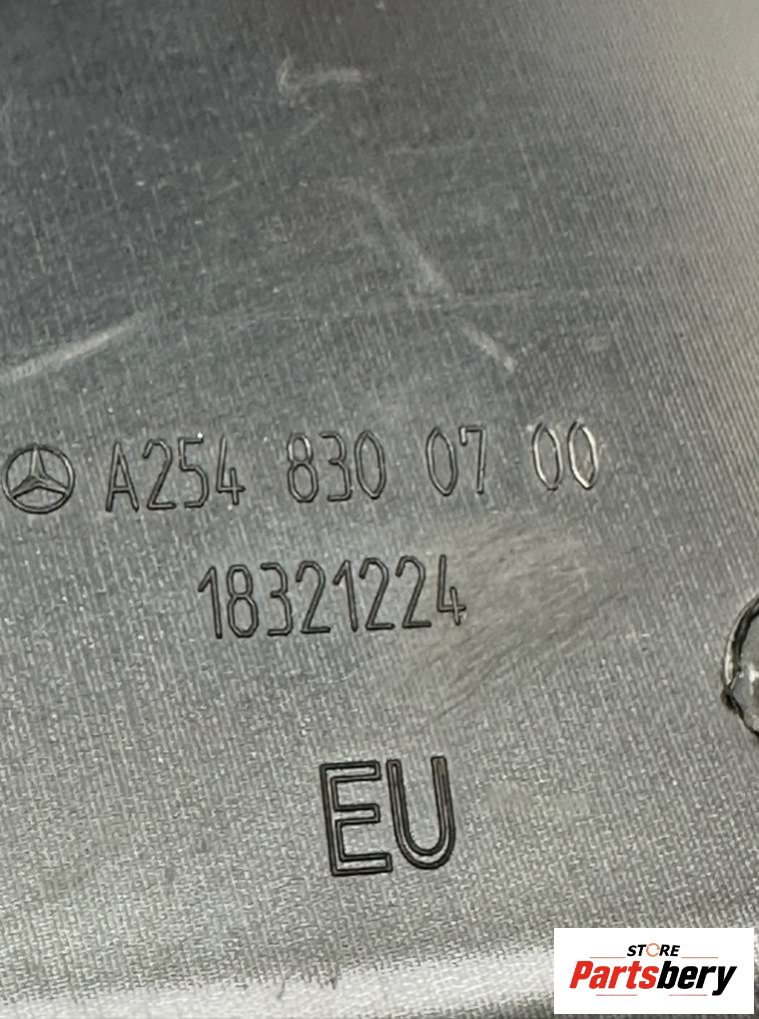 A254 830 07 00
18321224
EU
STORE
Partsbery